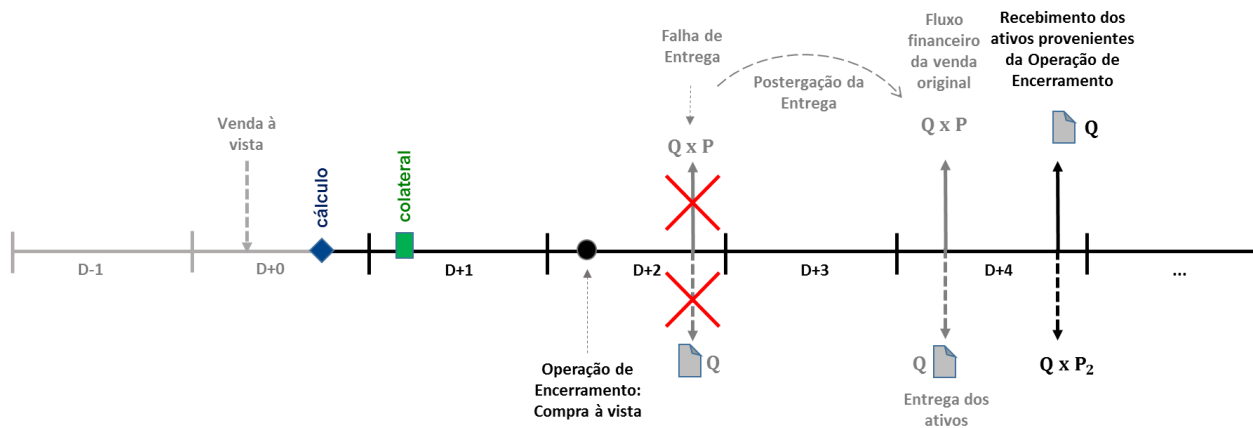 Venda à
vista
cálculo
colateral
Falha de
Entrega
Q x P
Postergação da
Entrega
Fluxo
financeiro
da venda
original
Q x P
Recebimento dos
ativos provenientes
da Operação de
Encerramento
Q
D-1
D+0
D+1
D+2
D+3
D+4
...
Operação de
Encerramento:
Compra à vista
Q
Q
Entrega dos
ativos
Q x P₂